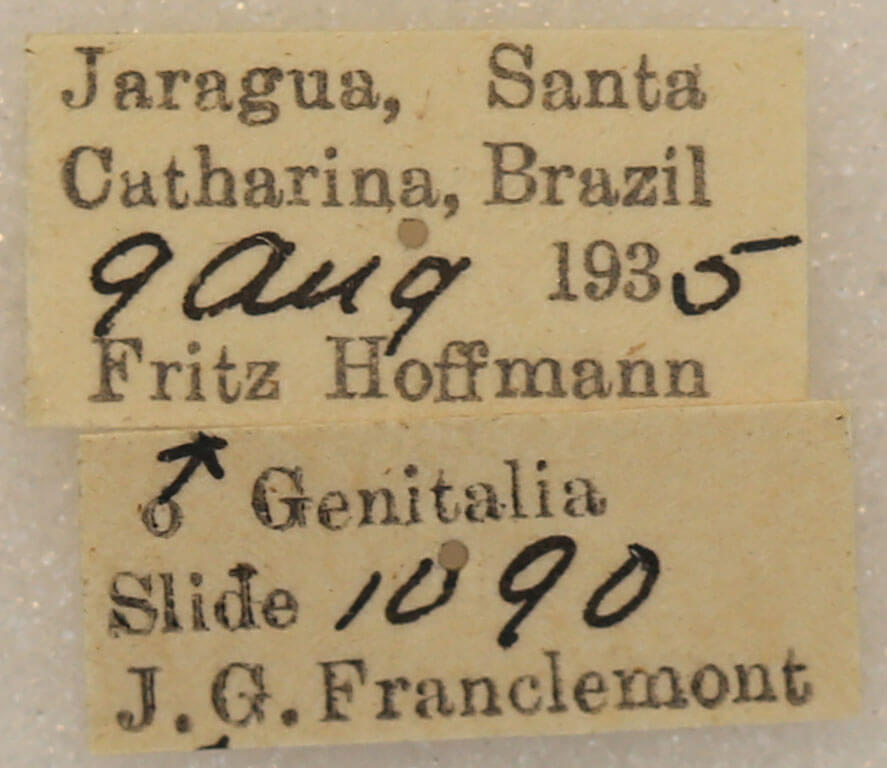 Jaragua, Santa
Catharina, Brazil
9 Aug 1935
Fritz Hoffmann
♂ Genitalia
Slide 1090
J. G. Franclemont